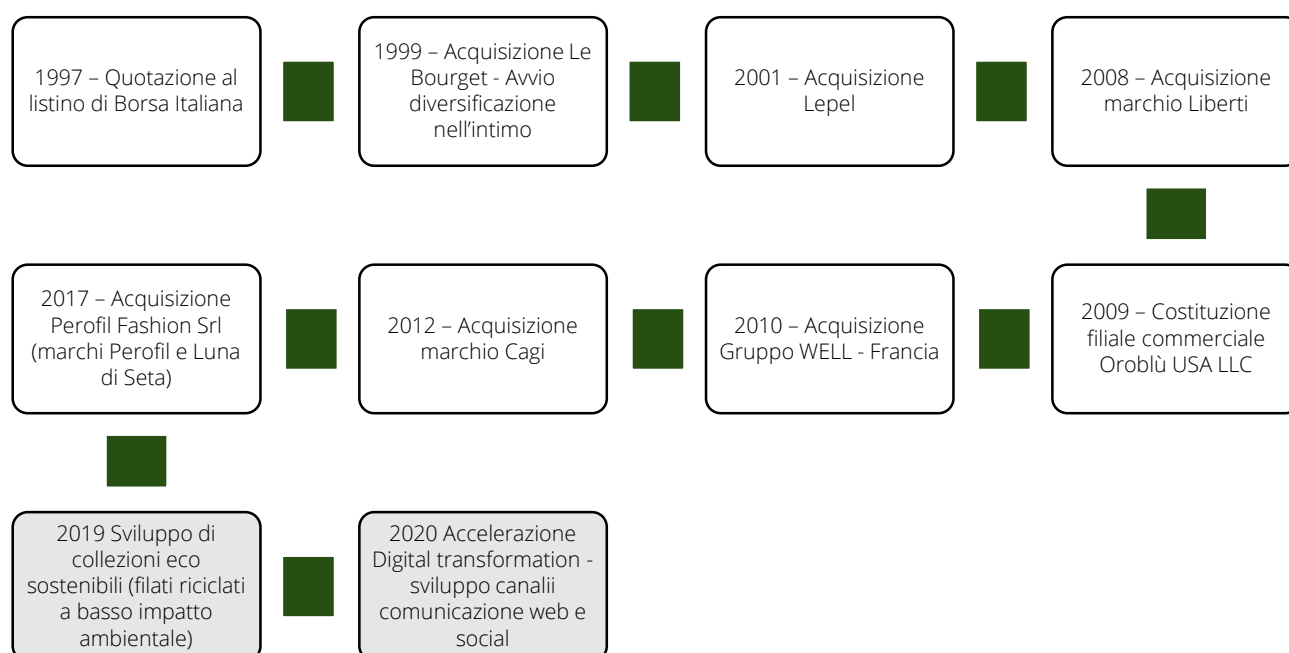 1997 – Quotazione al
listino di Borsa Italiana
1999 – Acquisizione Le
Bourget - Avvio
diversificazione
nell’intimo
2001 – Acquisizione
Lepel
2008 – Acquisizione
marchio Liberti
2009 – Costituzione
filiale commerciale
Oroblù USA LLC
2010 – Acquisizione
Gruppo WELL - Francia
2012 – Acquisizione
marchio Cagi
2017 – Acquisizione
Perofil Fashion Srl
(marchi Perofil e Luna
di Seta)
2019 Sviluppo di
collezioni eco
sostenibili (filati riciclati
a basso impatto
ambientale)
2020 Accelerazione
Digital transformation -
sviluppo canalii
comunicazione web e
social